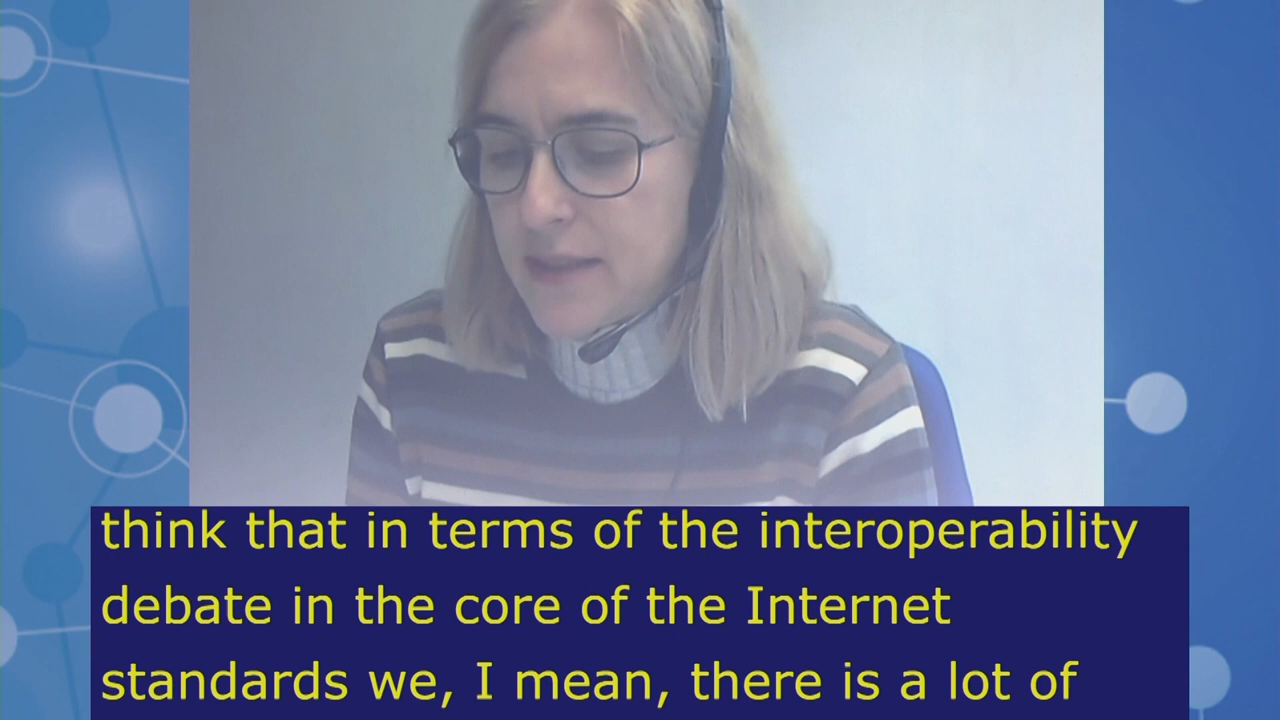 think that in terms of the interoperability
debate in the core of the Internet
standards we, I mean, there is a lot of